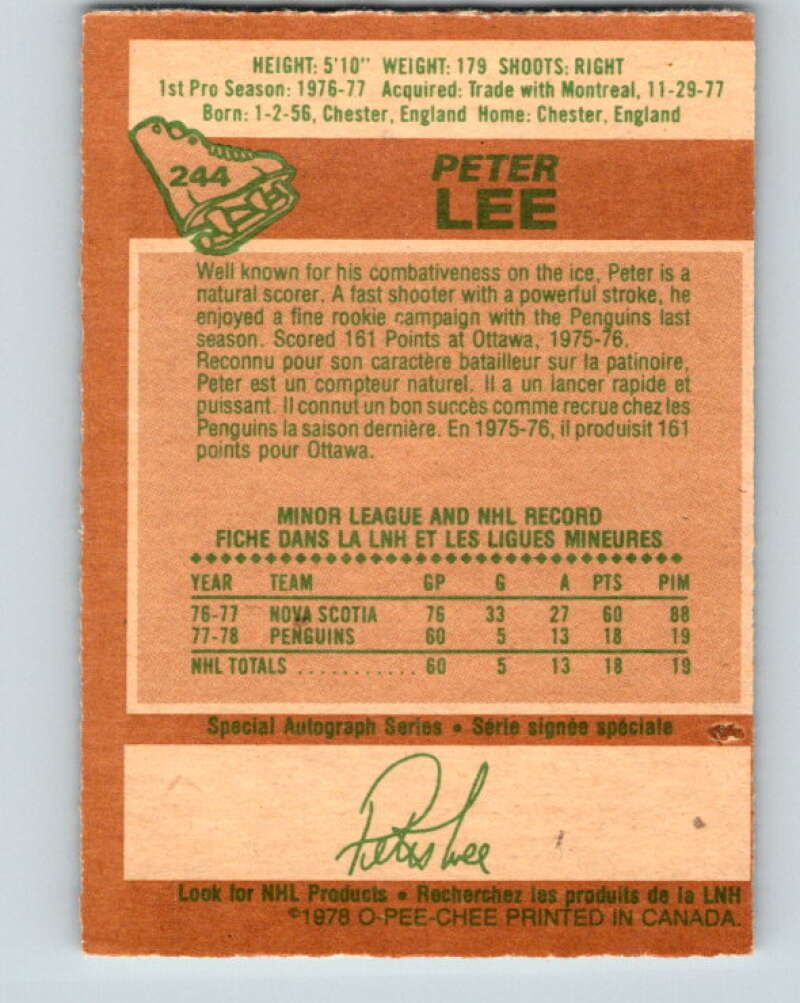 HEIGHT: 5'10" WEIGHT: 179 SHOOTS: RIGHT
1st Pro Season: 1976-77 Acquired: Trade with Montreal, 11-29-77
Born: 1-2-56, Chester, England Home: Chester, England
244
PETER
LEE
Well known for his combativeness on the ice, Peter is a
natural scorer. A fast shooter with a powerful stroke, he
enjoyed a fine rookie campaign with the Penguins last
season. Scored 161 Points at Ottawa, 1975-76.
Reconnu pour son caractère batailleur sur la patinoire,
Peter est un compteur naturel. Il a un lancer rapide et
puissant. Il connut un bon succès comme recrue chez les
Penguins la saison dernière. En 1975-76, il produisit 161
points pour Ottawa.
MINOR LEAGUE AND NHL RECORD
FICHE DANS LA LNH ET LES LIGUES MINEURES
YEAR TEAM GP G A PTS PIM
76-77 NOVA SCOTIA 76 33 27 60 88
77-78 PENGUINS 60 5 13 18 19
NHL TOTALS ............ 60 5 13 18 19
Special Autograph Series • Série signée spéciale
Peter Lee
Look for NHL Products • Recherchez les produits de la LNH
©1978 O-PEE-CHEE PRINTED IN CANADA.